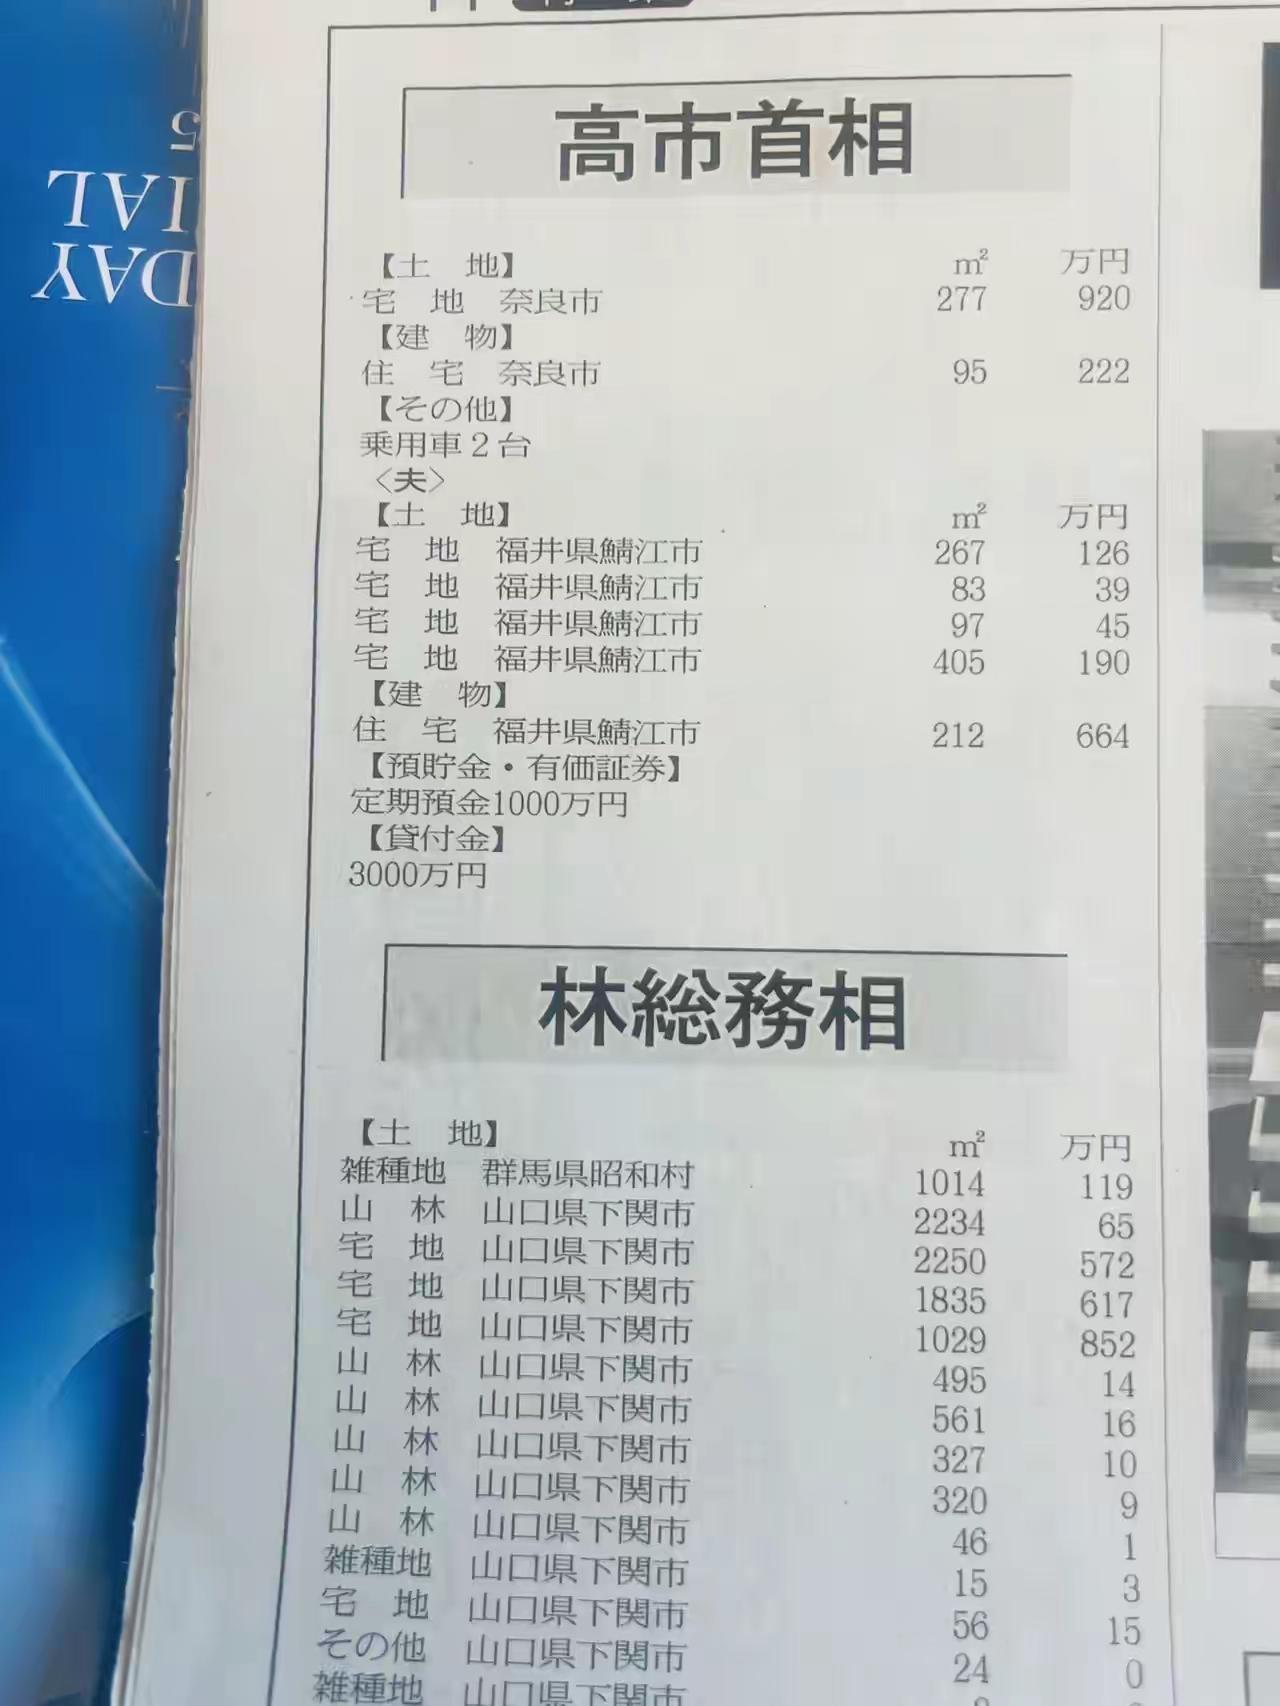 高市首相
【土　地】　m²　万円
宅　地　奈良市　277　920
【建　物】
住　宅　奈良市　95　222
【その他】
乗用車２台
〈夫〉
【土　地】　m²　万円
宅　地　福井県鯖江市　267　126
宅　地　福井県鯖江市　83　39
宅　地　福井県鯖江市　97　45
宅　地　福井県鯖江市　405　190
【建　物】
住　宅　福井県鯖江市　212　664
【預貯金・有価証券】
定期預金1000万円
【貸付金】
3000万円
林総務相
【土　地】　m²　万円
雑種地　群馬県昭和村　1014　119
山　林　山口県下関市　2234　65
宅　地　山口県下関市　2250　572
宅　地　山口県下関市　1835　617
宅　地　山口県下関市　1029　852
山　林　山口県下関市　495　14
山　林　山口県下関市　561　16
山　林　山口県下関市　327　10
山　林　山口県下関市　320　9
山　林　山口県下関市　46　1
雑種地　山口県下関市　15　3
宅　地　山口県下関市　56　15
その他　山口県下関市　24　0
雑種地　山口県下関市
DAY
IAL
5